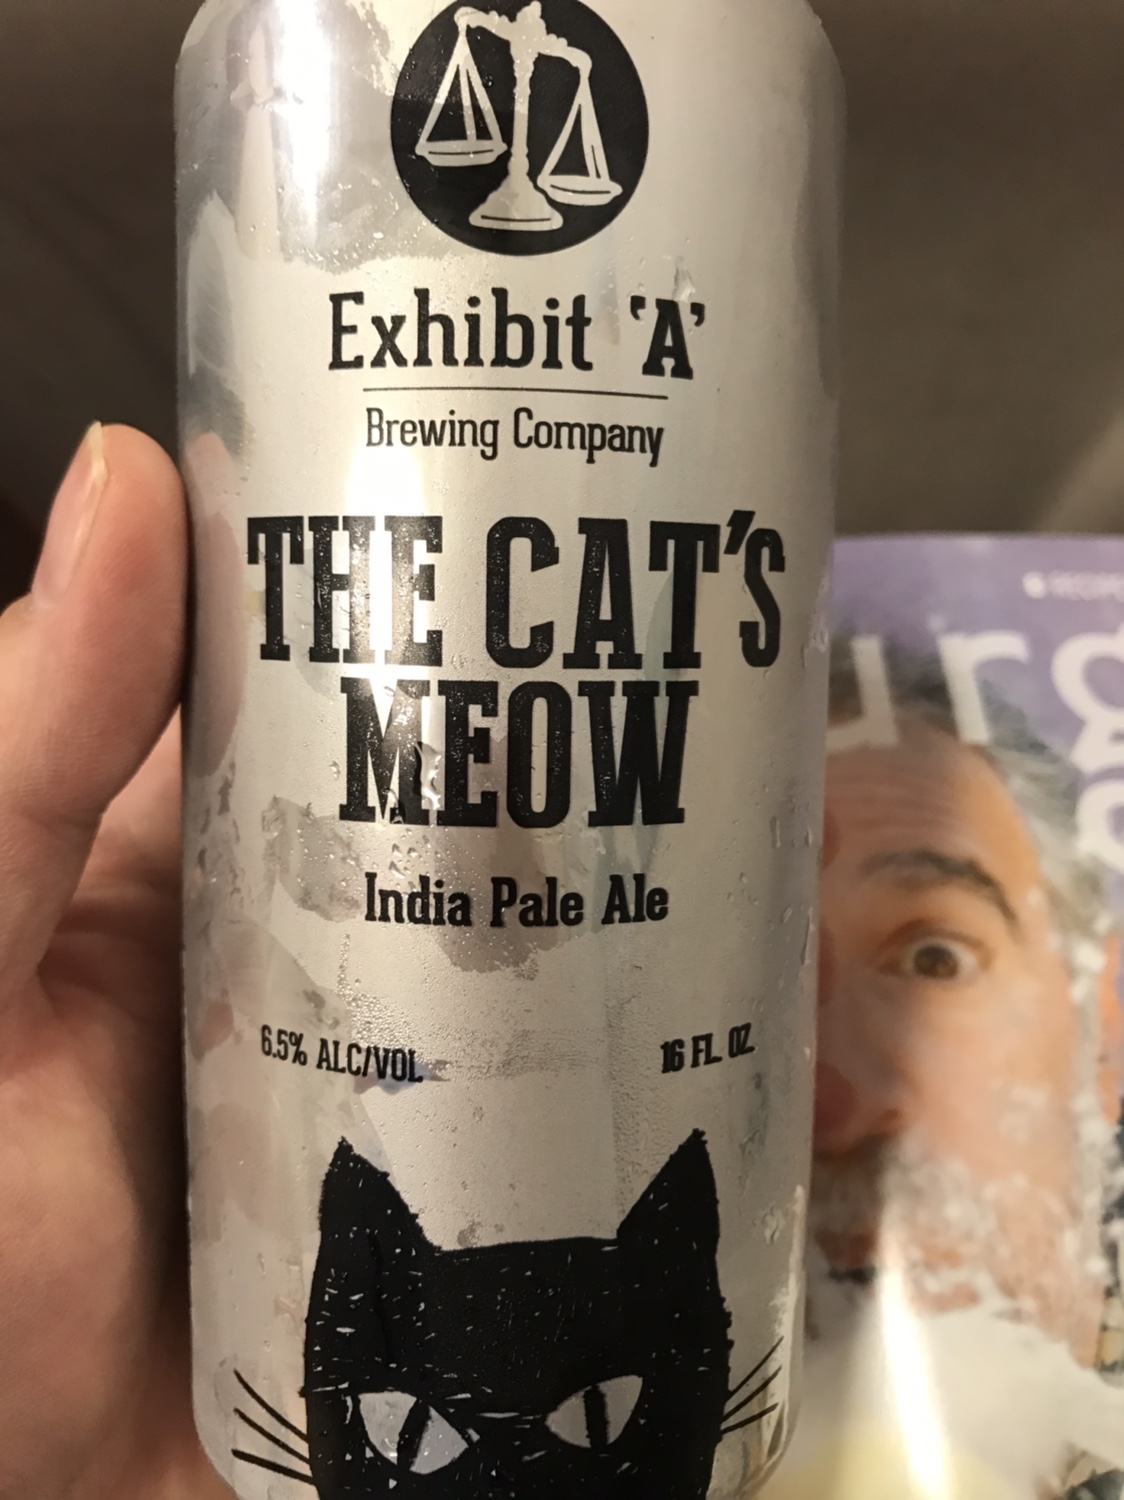 Exhibit 'A'
Brewing Company
THE CAT'S
MEOW
India Pale Ale
6.5% ALC/VOL
16 FL. OZ.